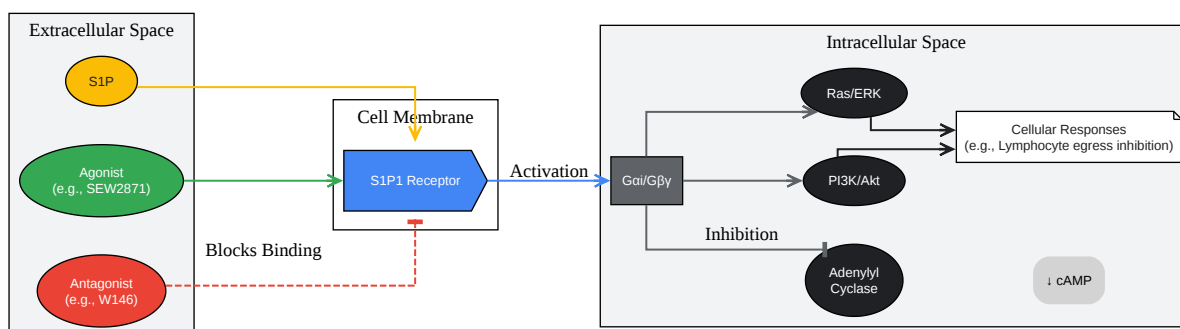 Extracellular Space
S1P
Agonist
(e.g., SEW2871)
Antagonist
(e.g., W146)
Blocks Binding
Cell Membrane
S1P1 Receptor
Activation
Intracellular Space
Gαi/Gβγ
Ras/ERK
PI3K/Akt
Inhibition
Adenylyl
Cyclase
Cellular Responses
(e.g., Lymphocyte egress inhibition)
↓ cAMP